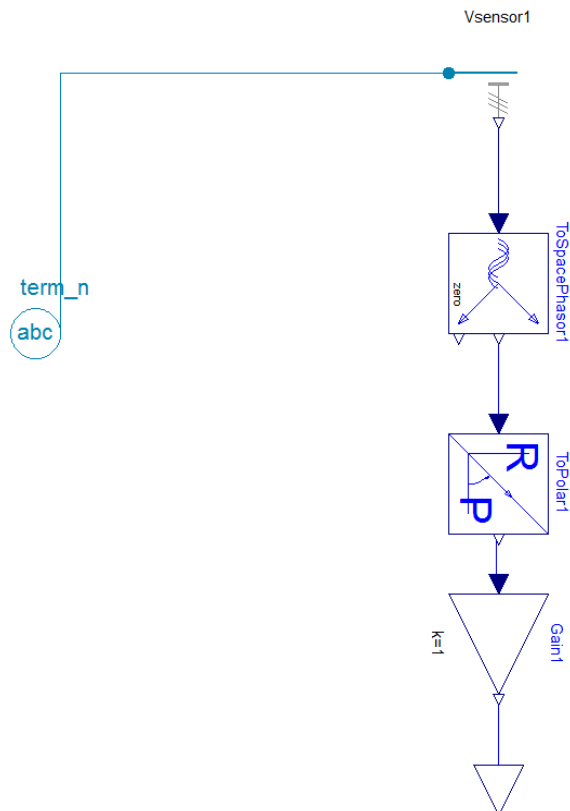 Vsensor1
ToSpacePhasor1
zero
term_n
abc
ToPolar1
R
P
Gain1
k=1